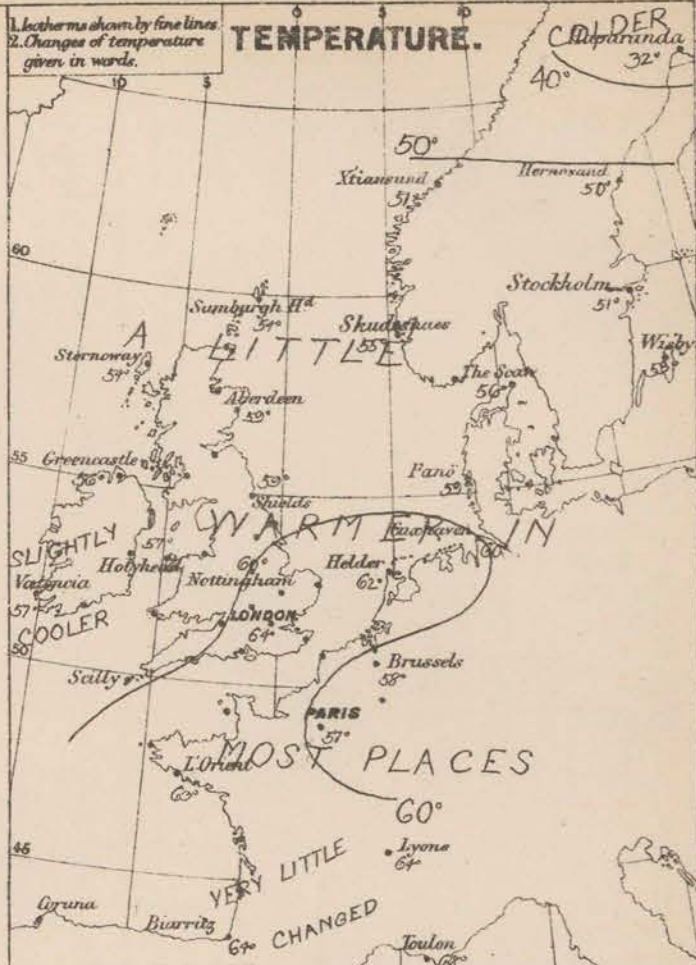 1. Isotherms shown by fine lines
2. Changes of temperature
given in words.
TEMPERATURE.
0
5
10
10
5
COLDER
Haparanda
32°
40°
50°
Xtiansund
51°
Hernosand
50°
60
Sumburgh Hd
54°
Stockholm
51°
A LITTLE
Stornoway
54°
Skudesnaes
55°
The Scaw
56°
Wisby
Aberdeen
59°
55
Greencastle
56°
59°
Shields
Fanö
59°
WARMER IN
SLIGHTLY
57°
Holyhead
60°
Nottingham
Helder
62°
Cuxhaven
60°
Valencia
57°
COOLER
LONDON
64°
50
Scilly
Brussels
58°
PARIS
57°
L'Orient
63°
MOST PLACES
60°
45
VERY LITTLE
Lyons
64°
Coruna
Biarritz
64°
CHANGED
Toulon